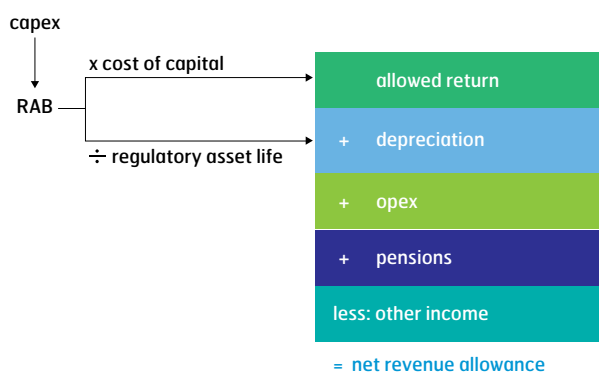 capex
x cost of capital
RAB
÷ regulatory asset life
allowed return
+ depreciation
+ opex
+ pensions
less: other income
= net revenue allowance